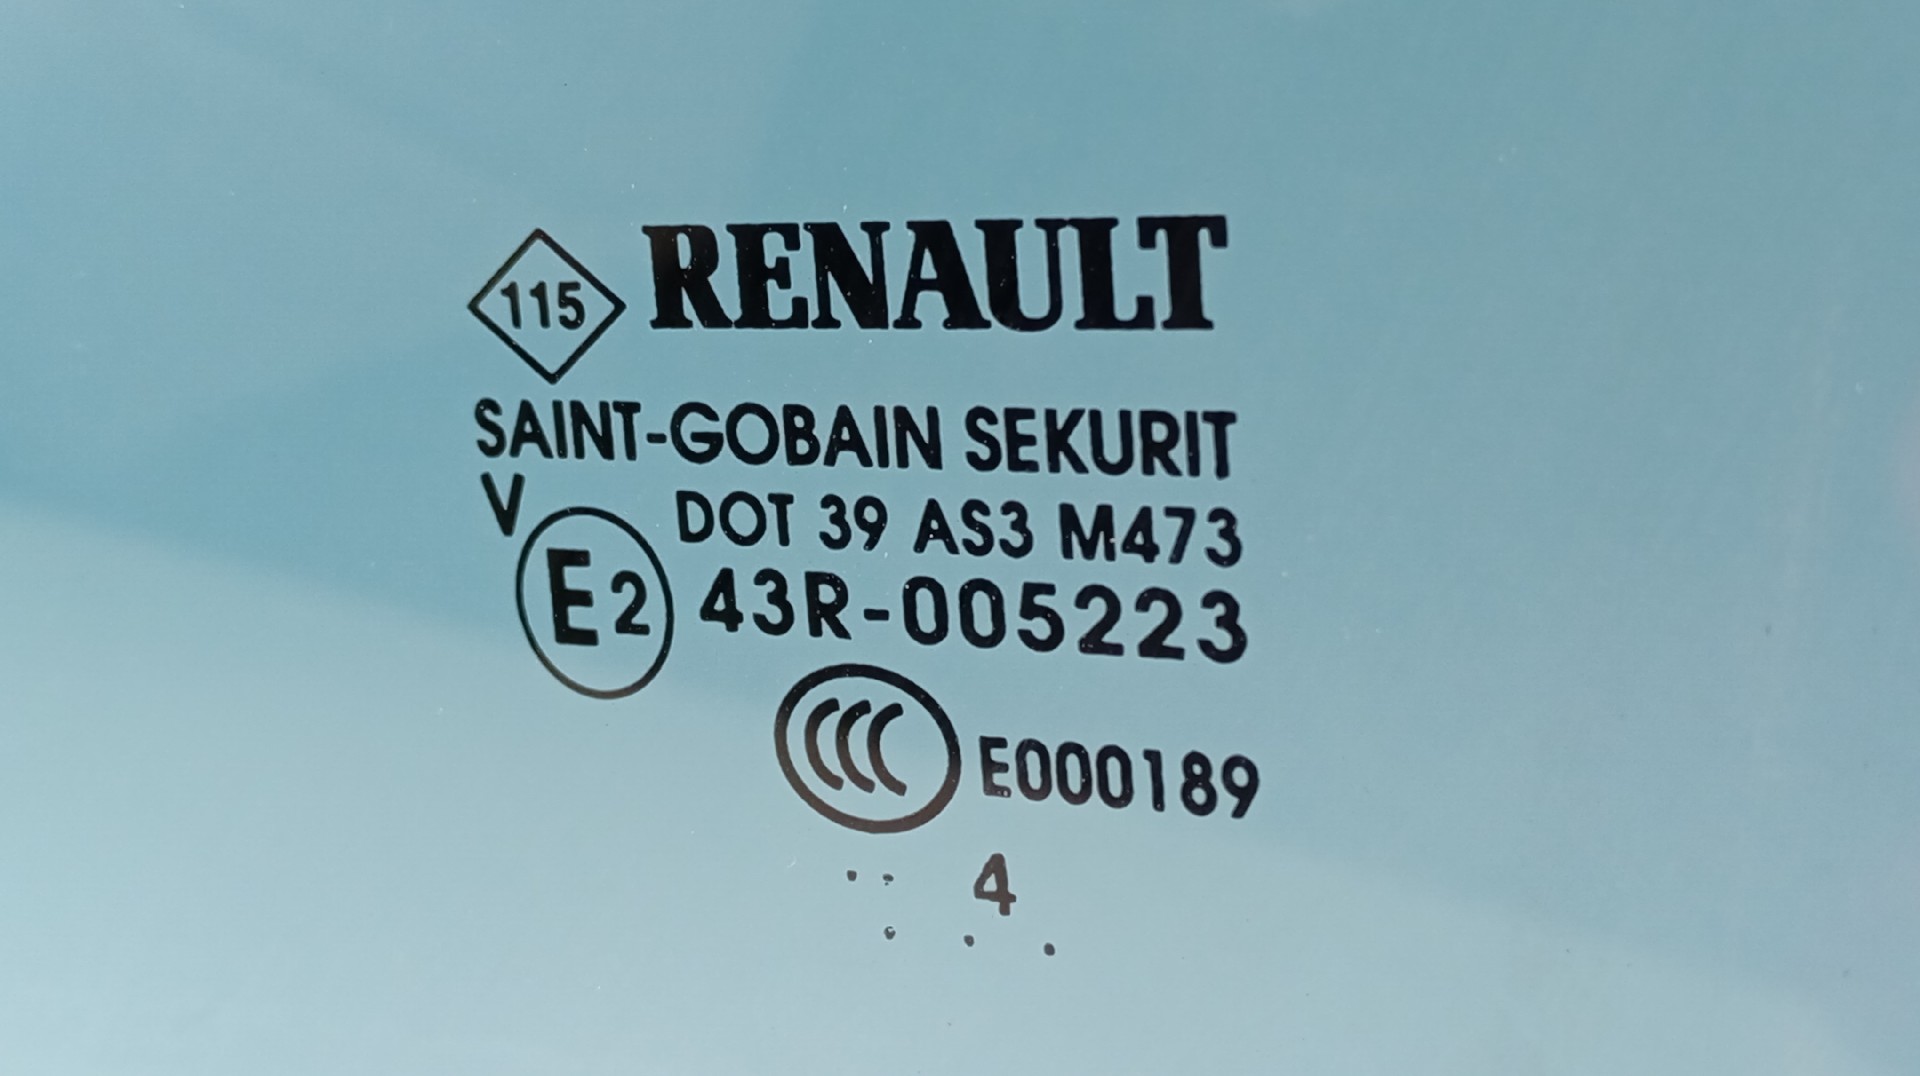 115 RENAULT
SAINT-GOBAIN SEKURIT
V
DOT 39 AS3 M473
E2 43R-005223
CCC E000189
4